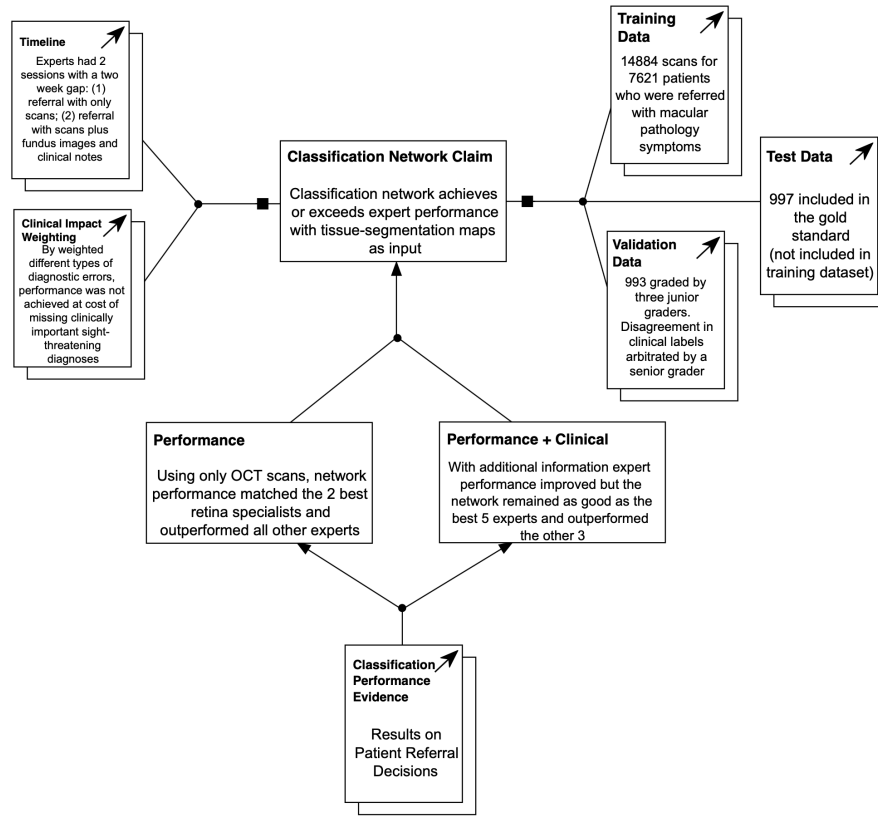 Timeline
Experts had 2
sessions with a two
week gap: (1)
referral with only
scans; (2) referral
with scans plus
fundus images and
clinical notes
Clinical Impact
Weighting
By weighted
different types of
diagnostic errors,
performance was not
achieved at cost of
missing clinically
important sight-
threatening
diagnoses
Classification Network Claim
Classification network achieves
or exceeds expert performance
with tissue-segmentation maps
as input
Training
Data
14884 scans for
7621 patients
who were referred
with macular
pathology
symptoms
Test Data
997 included in
the gold
standard
(not included in
training dataset)
Validation
Data
993 graded by
three junior
graders.
Disagreement in
clinical labels
arbitrated by a
senior grader
Performance
Using only OCT scans, network
performance matched the 2 best
retina specialists and
outperformed all other experts
Performance + Clinical
With additional information expert
performance improved but the
network remained as good as the
best 5 experts and outperformed
the other 3
Classification
Performance
Evidence
Results on
Patient Referral
Decisions